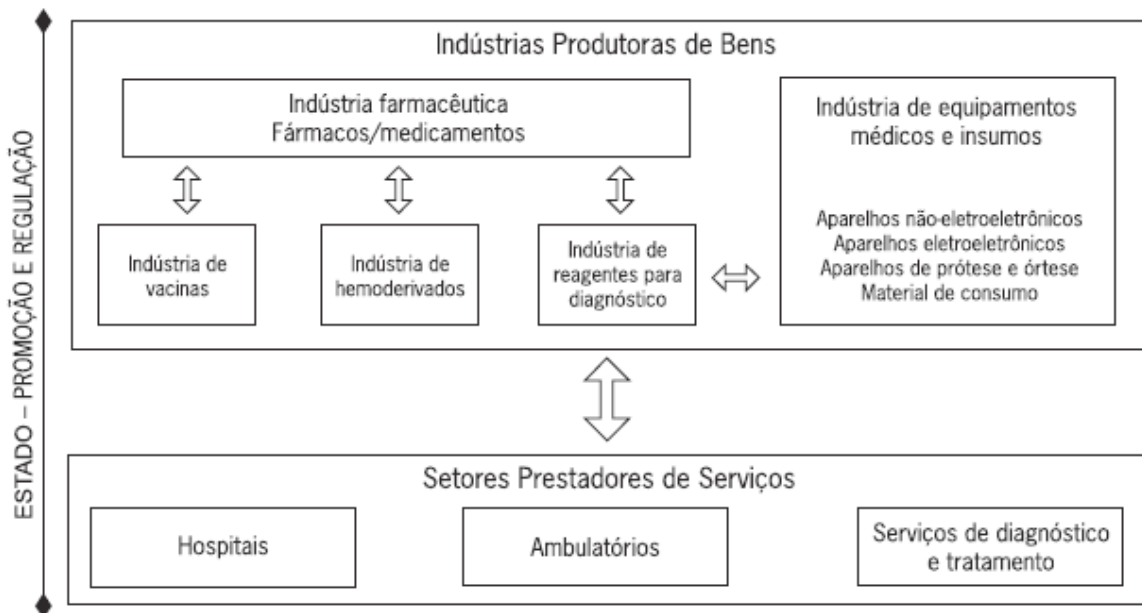 ESTADO – PROMOÇÃO E REGULAÇÃO
Indústrias Produtoras de Bens
Indústria farmacêutica
Fármacos/medicamentos
Indústria de
vacinas
Indústria de
hemoderivados
Indústria de
reagentes para
diagnóstico
Indústria de equipamentos
médicos e insumos
Aparelhos não-eletroeletrônicos
Aparelhos eletroeletrônicos
Aparelhos de prótese e órtese
Material de consumo
Setores Prestadores de Serviços
Hospitais
Ambulatórios
Serviços de diagnóstico
e tratamento